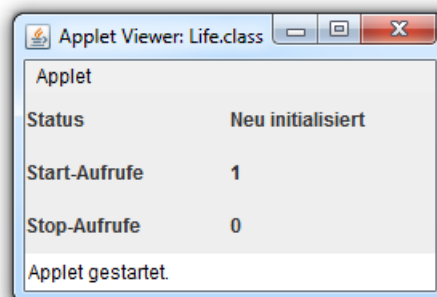 Applet Viewer: Life.class
Applet
Status Neu initialisiert
Start-Aufrufe 1
Stop-Aufrufe 0
Applet gestartet.